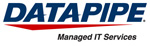 DATAPIPE
Managed IT Services